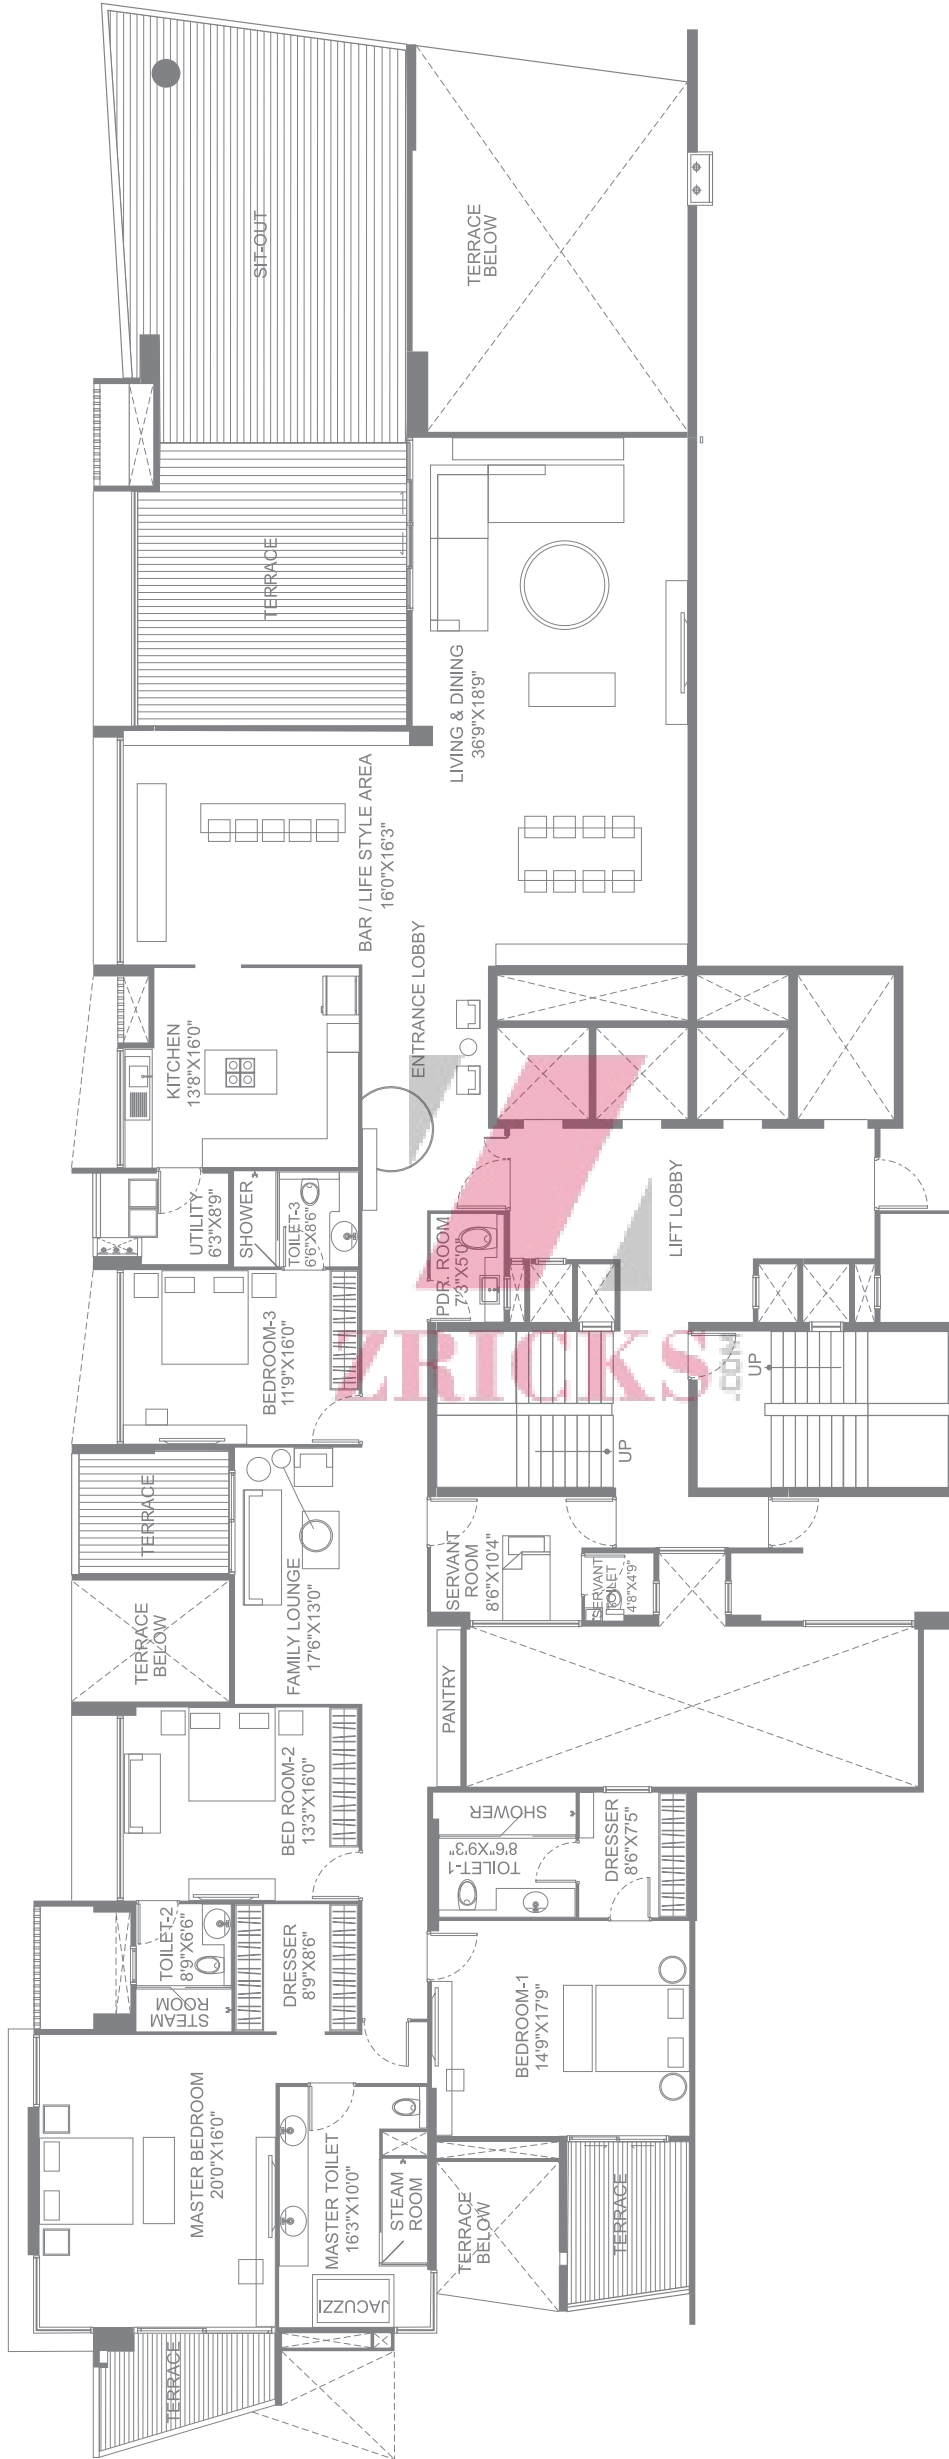 SIT-OUT
TERRACE
BELOW
TERRACE
LIVING & DINING
36'9"X18'9"
BAR / LIFE STYLE AREA
16'0"X16'3"
ENTRANCE LOBBY
KITCHEN
13'8"X16'0"
UTILITY
6'3"X8'9"
SHOWER
TOILET-3
6'6"X8'6"
LIFT LOBBY
PDR. ROOM
7'3"X5'0"
BEDROOM-3
11'9"X16'0"
ZRICKS
.COM
UP
UP
TERRACE
FAMILY LOUNGE
17'6"X13'0"
SERVANT
ROOM
8'6"X10'4"
SERVANT
TOILET
4'8"X4'9"
TERRACE
BELOW
PANTRY
BED ROOM-2
13'3"X16'0"
SHOWER
TOILET-1
8'6"X9'3"
DRESSER
8'6"X7'5"
TOILET-2
8'9"X6'6"
STEAM
ROOM
DRESSER
8'9"X8'6"
BEDROOM-1
14'9"X17'9"
MASTER BEDROOM
20'0"X16'0"
MASTER TOILET
16'3"X10'0"
STEAM
ROOM
JACUZZI
TERRACE
BELOW
TERRACE
TERRACE